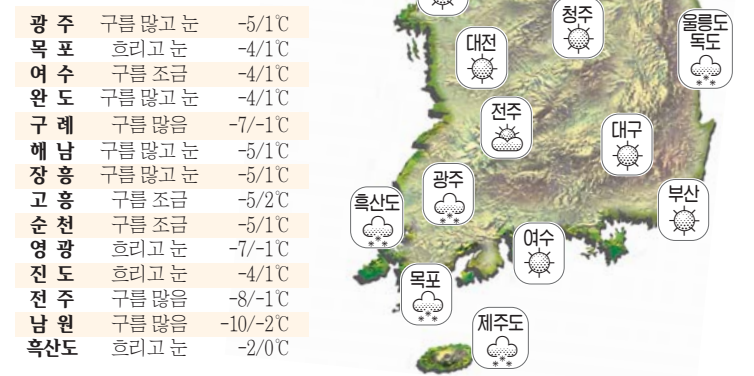 광 주 구름 많고 눈 -5/1℃
목 포 흐리고 눈 -4/1℃
여 수 구름 조금 -4/1℃
완 도 구름 많고 눈 -4/1℃
구 례 구름 많음 -7/-1℃
해 남 구름 많고 눈 -5/1℃
장 흥 구름 많고 눈 -5/1℃
고 흥 구름 조금 -5/2℃
순 천 구름 조금 -5/1℃
영 광 흐리고 눈 -7/-1℃
진 도 흐리고 눈 -4/1℃
전 주 구름 많음 -8/-1℃
남 원 구름 많음 -10/-2℃
흑산도 흐리고 눈 -2/0℃
청주
울릉도
독도
대전
전주
대구
광주
부산
흑산도
여수
목포
제주도